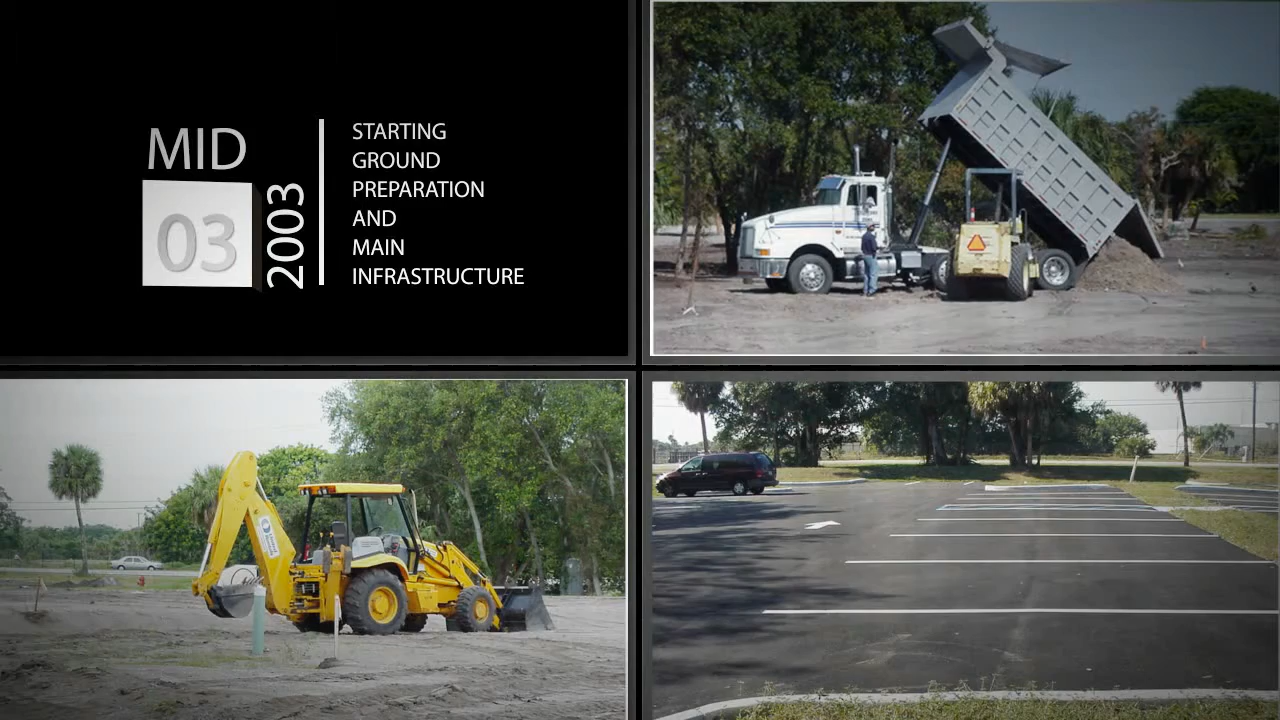 MID
03
2003
STARTING
GROUND
PREPARATION
AND
MAIN
INFRASTRUCTURE